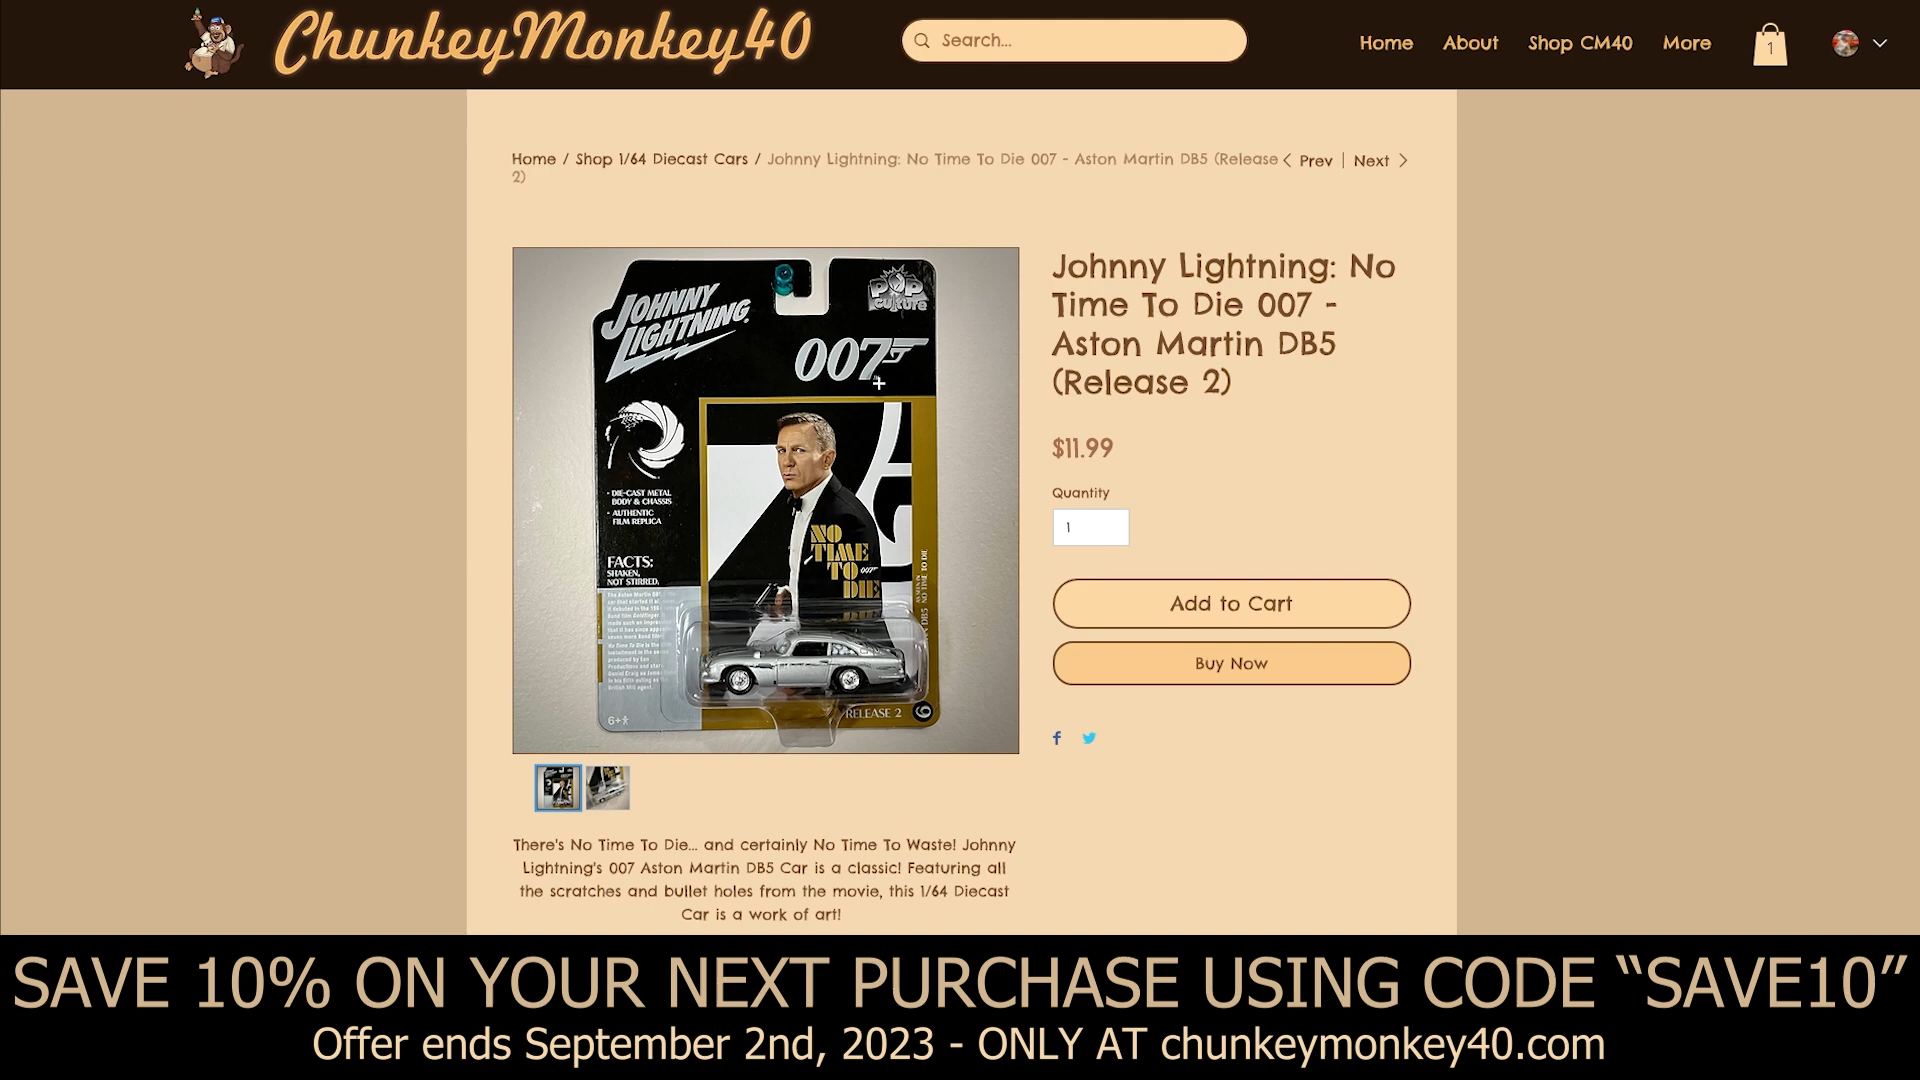 ChunkeyMonkey40
Search...
Home
About
Shop CM40
More
1
Home / Shop 1/64 Diecast Cars / Johnny Lightning: No Time To Die 007 - Aston Martin DB5 (Release
2)
Prev | Next
JOHNNY
LIGHTNING
POP
culture
007
• DIE-CAST METAL
BODY & CHASSIS
• AUTHENTIC
FILM REPLICA
FACTS:
SHAKEN,
NOT STIRRED.
NO
TIME
TO 007
DIE
NO TIME TO DIE
6+
RELEASE 2
Johnny Lightning: No
Time To Die 007 -
Aston Martin DB5
(Release 2)
$11.99
Quantity
1
Add to Cart
Buy Now
There's No Time To Die... and certainly No Time To Waste! Johnny
Lightning's 007 Aston Martin DB5 Car is a classic! Featuring all
the scratches and bullet holes from the movie, this 1/64 Diecast
Car is a work of art!
SAVE 10% ON YOUR NEXT PURCHASE USING CODE “SAVE10”
Offer ends September 2nd, 2023 - ONLY AT chunkeymonkey40.com